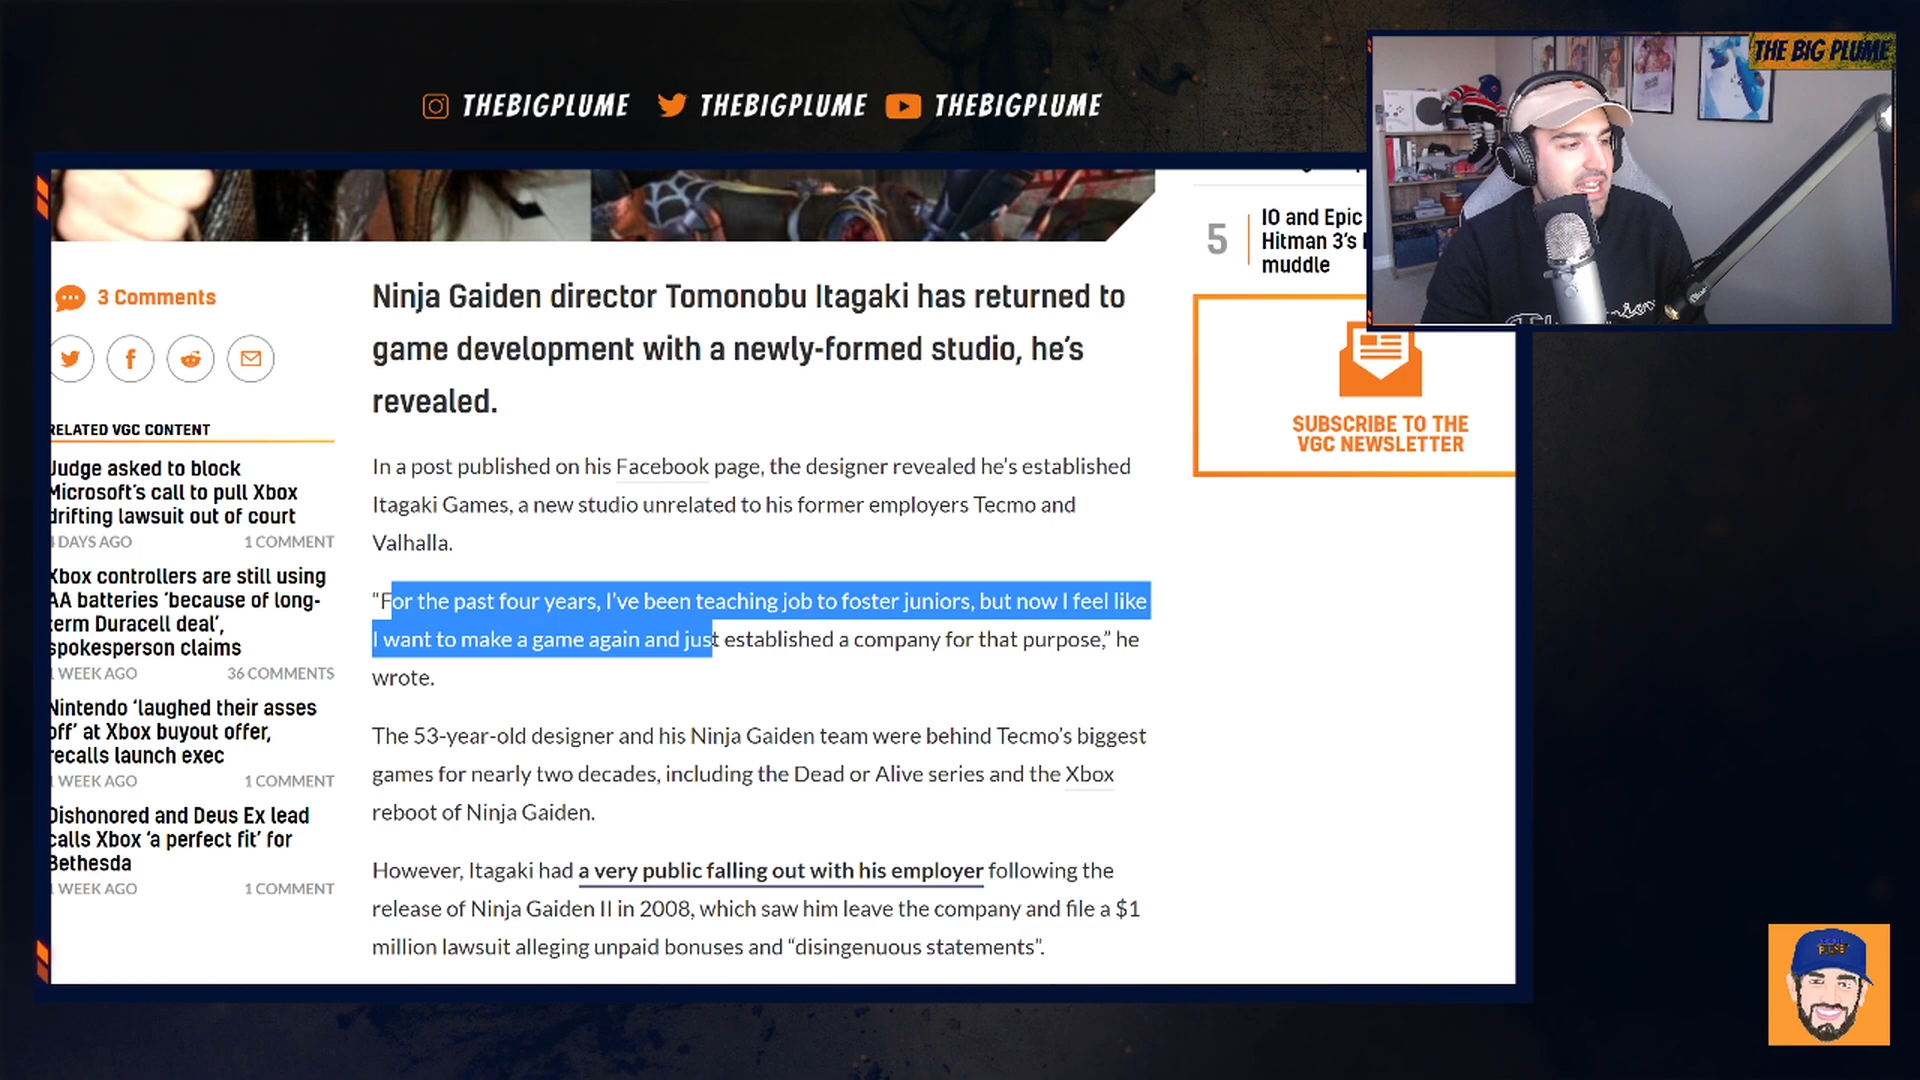 THEBIGPLUME THEBIGPLUME THEBIGPLUME
THE BIG PLUME
5
IO and Epic
Hitman 3's
muddle
SUBSCRIBE TO THE
VGC NEWSLETTER
3 Comments
RELATED VGC CONTENT
Judge asked to block
Microsoft's call to pull Xbox
drifting lawsuit out of court
DAYS AGO 1 COMMENT
Xbox controllers are still using
AA batteries 'because of long-
term Duracell deal',
spokesperson claims
1 WEEK AGO 36 COMMENTS
Nintendo 'laughed their asses
off' at Xbox buyout offer,
recalls launch exec
1 WEEK AGO 1 COMMENT
Dishonored and Deus Ex lead
calls Xbox 'a perfect fit' for
Bethesda
1 WEEK AGO 1 COMMENT
Ninja Gaiden director Tomonobu Itagaki has returned to
game development with a newly-formed studio, he's
revealed.
In a post published on his Facebook page, the designer revealed he's established
Itagaki Games, a new studio unrelated to his former employers Tecmo and
Valhalla.
“For the past four years, I've been teaching job to foster juniors, but now I feel like
I want to make a game again and just established a company for that purpose,” he
wrote.
The 53-year-old designer and his Ninja Gaiden team were behind Tecmo's biggest
games for nearly two decades, including the Dead or Alive series and the Xbox
reboot of Ninja Gaiden.
However, Itagaki had a very public falling out with his employer following the
release of Ninja Gaiden II in 2008, which saw him leave the company and file a $1
million lawsuit alleging unpaid bonuses and “disingenuous statements”.